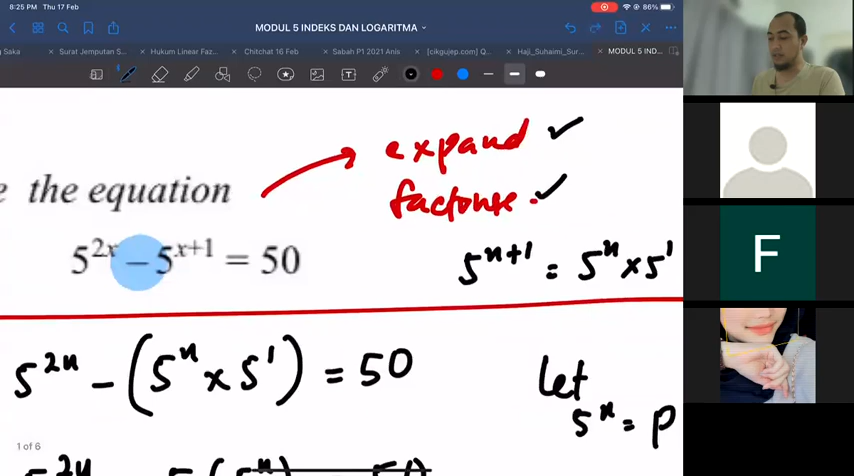 8:25 PM Thu 17 Feb
86%
MODUL 5 INDEKS DAN LOGARITMA
Saka
Surat Jemputan S...
Hukum Linear Faz...
Chitchat 16 Feb
Sabah P1 2021 Anis
[cikgujep.com] Q...
Haji_Suhaimi_Sur...
MODUL 5 IND...
expand ✓
factorise. ✓
e the equation
5^{2x} – 5^{x+1} = 50
5^{x+1} = 5^x × 5^1
5^{2x} – (5^x × 5^1) = 50
let
5^x = P
1 of 6
F